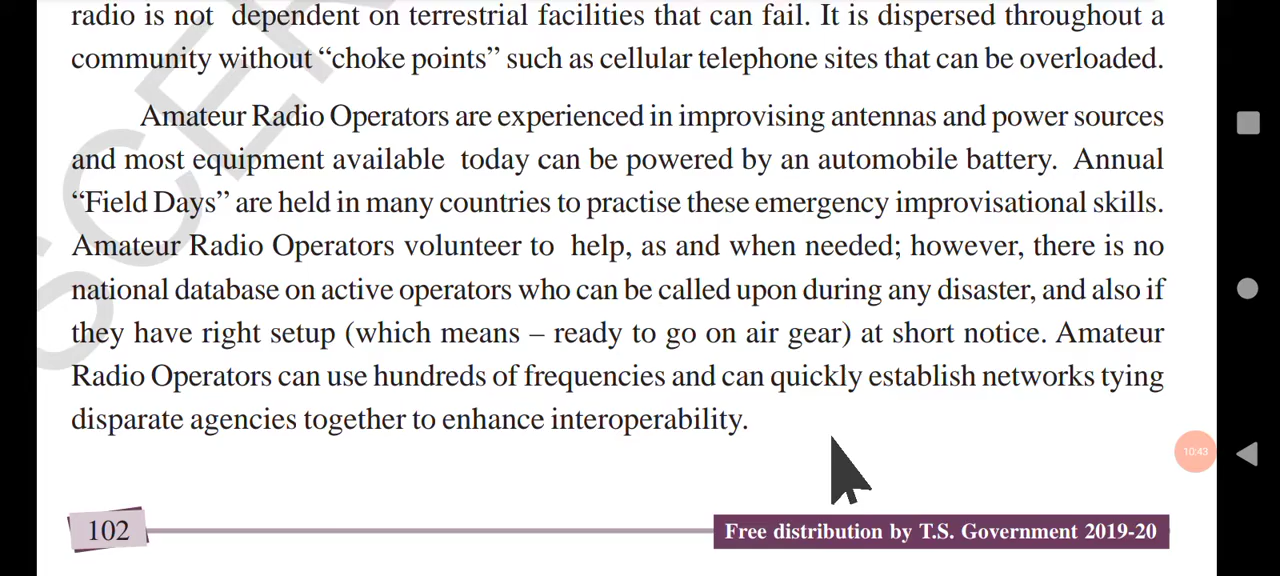 radio is not dependent on terrestrial facilities that can fail. It is dispersed throughout a
community without “choke points” such as cellular telephone sites that can be overloaded.
Amateur Radio Operators are experienced in improvising antennas and power sources
and most equipment available today can be powered by an automobile battery. Annual
“Field Days” are held in many countries to practise these emergency improvisational skills.
Amateur Radio Operators volunteer to help, as and when needed; however, there is no
national database on active operators who can be called upon during any disaster, and also if
they have right setup (which means – ready to go on air gear) at short notice. Amateur
Radio Operators can use hundreds of frequencies and can quickly establish networks tying
disparate agencies together to enhance interoperability.
10:43
102
Free distribution by T.S. Government 2019-20
SCER